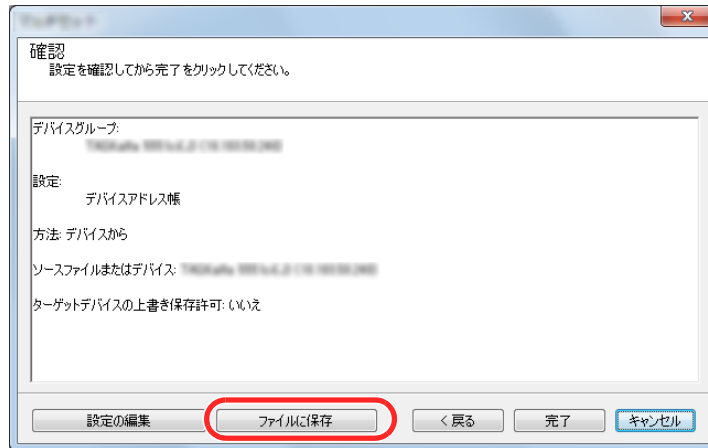 確認
設定を確認してから完了をクリックしてください。
デバイスグループ:
設定:
デバイスアドレス帳
方法: デバイスから
ソースファイルまたはデバイス:
ターゲットデバイスの上書き保存許可: いいえ
設定の編集
ファイルに保存
< 戻る
完了
キャンセル